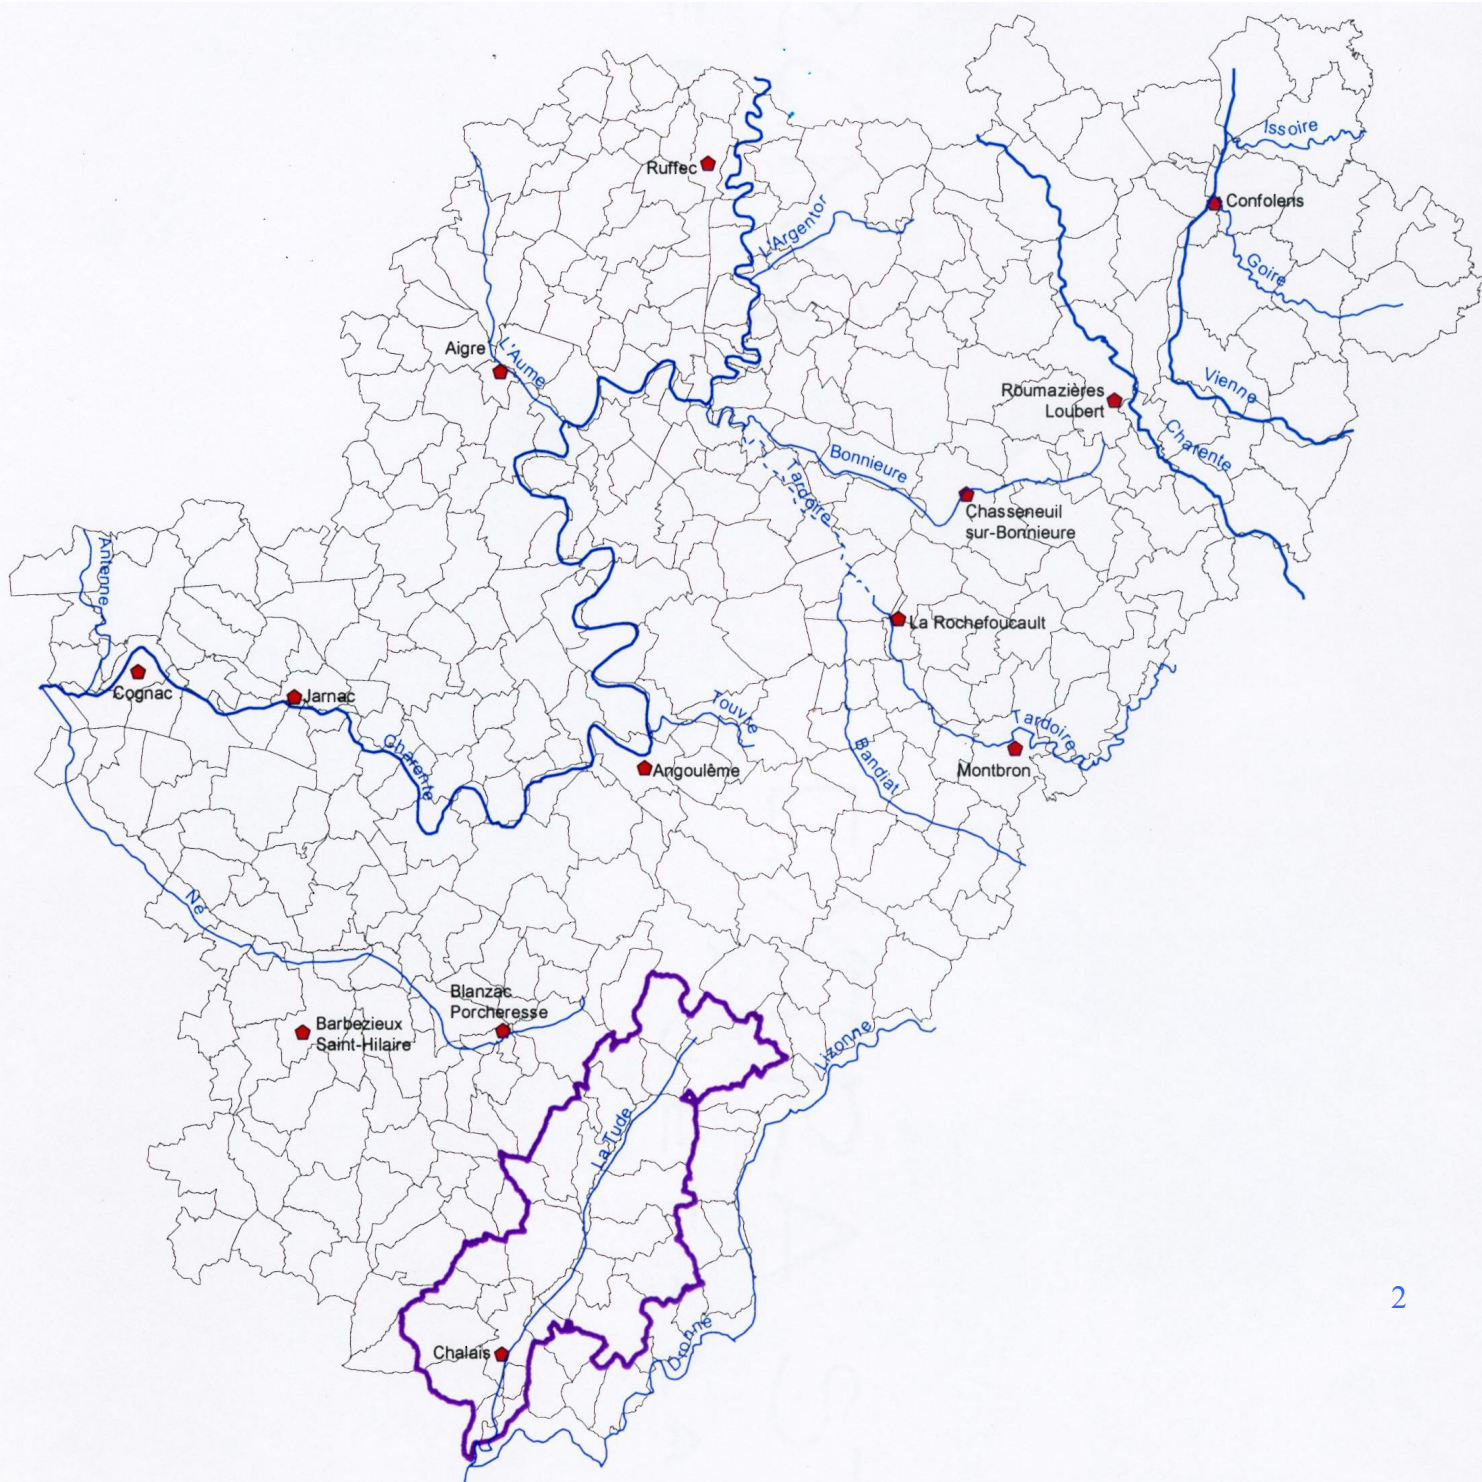 Issoire
Ruffec
Confolens
L'Argentor
Goire
Aigre
L'Aume
Vienne
Roumazières
Loubert
Charente
Bonnieure
Tardoire
Chasseneuil
sur-Bonnieure
Antenne
La Rochefoucault
Cognac
Jarnac
Touvre
Tardoire
Charente
Angoulême
Bandiat
Montbron
Né
Blanzac
Porcheresse
Barbezieux
Saint-Hilaire
Lizonne
La Tude
2
Chalais
Dronne